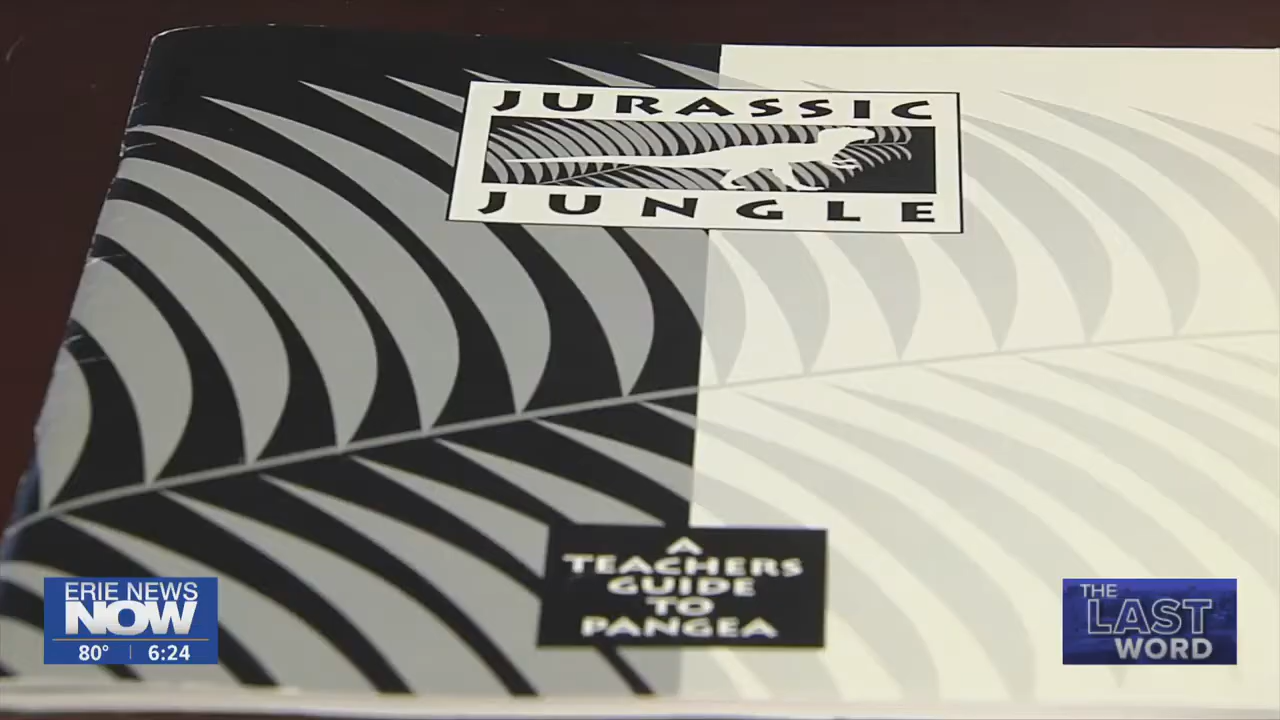 JURASSIC
JUNGLE
A
TEACHERS
GUIDE
TO
PANGEA
ERIE NEWS
NOW
80° | 6:24
THE
LAST
WORD